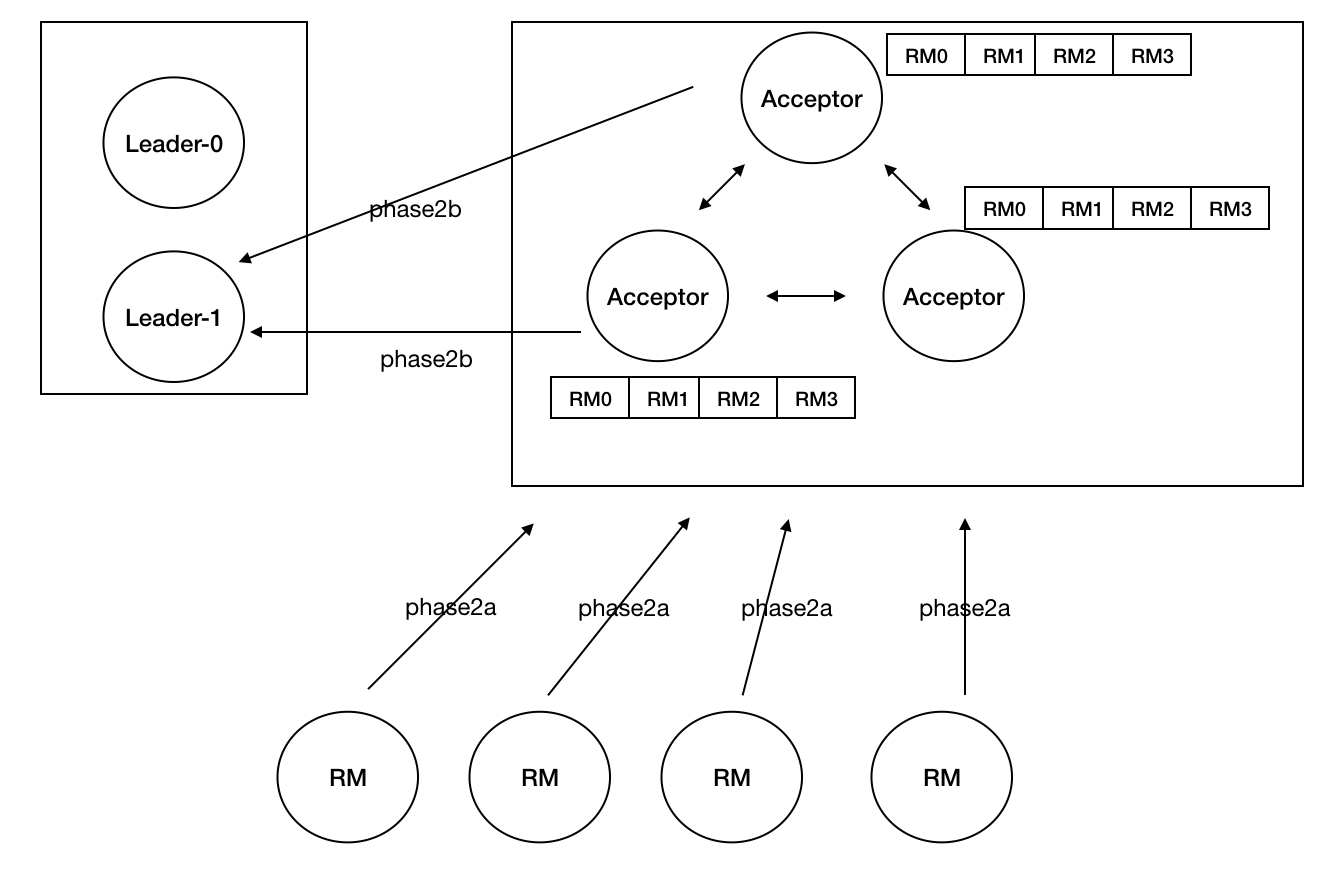 RM0 RM1 RM2 RM3
Acceptor
Leader-0
phase2b
RM0 RM1 RM2 RM3
Leader-1
Acceptor
Acceptor
phase2b
RM0 RM1 RM2 RM3
phase2a
phase2a
phase2a
phase2a
RM
RM
RM
RM